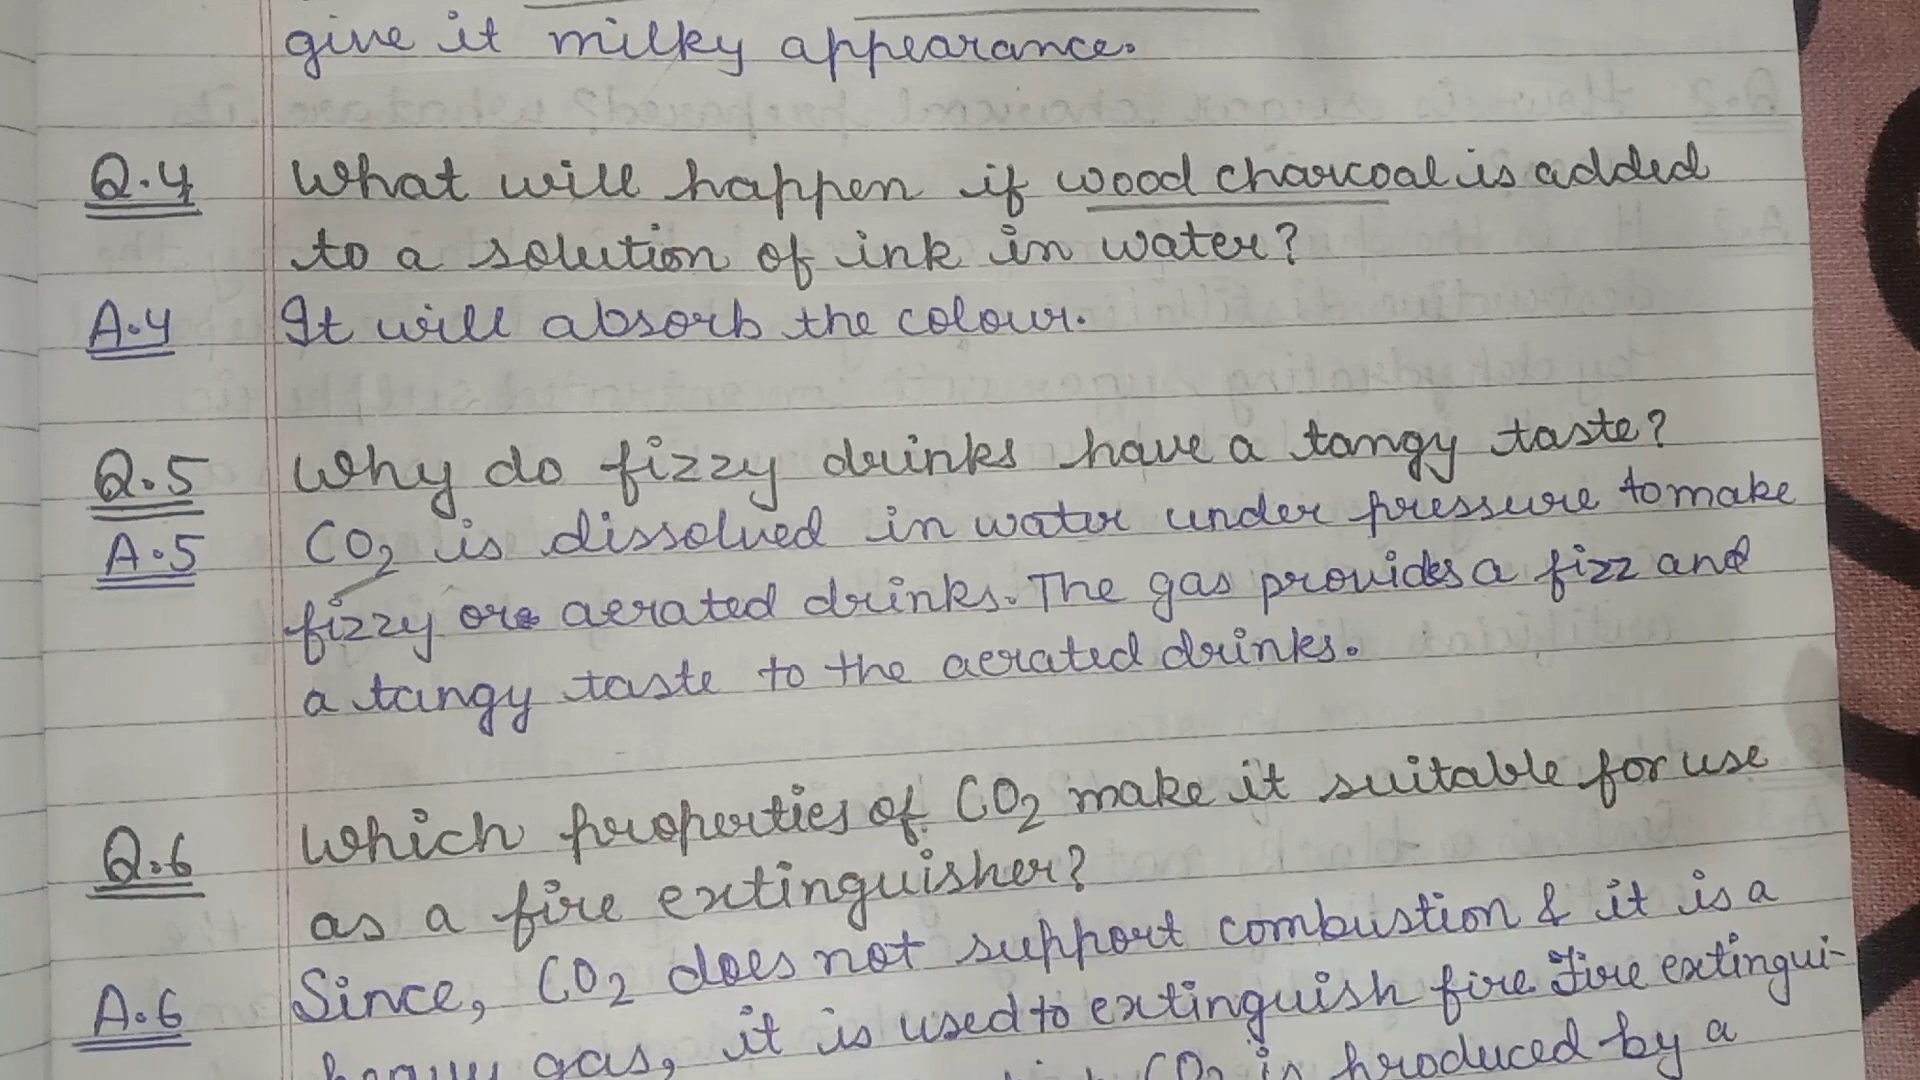 give it milky appearance.
Q.4 What will happen if wood charcoal is added
to a solution of ink in water?
A.4 It will absorb the colour.
Q.5 Why do fizzy drinks have a tangy taste?
A.5 CO2 is dissolved in water under pressure to make
fizzy or aerated drinks. The gas provides a fizz and
a tangy taste to the aerated drinks.
Q.6 Which properties of CO2 make it suitable for use
as a fire extinguisher?
A.6 Since, CO2 does not support combustion & it is a
heavy gas, it is used to extinguish fire Fire extingui-
CO2 is produced by a